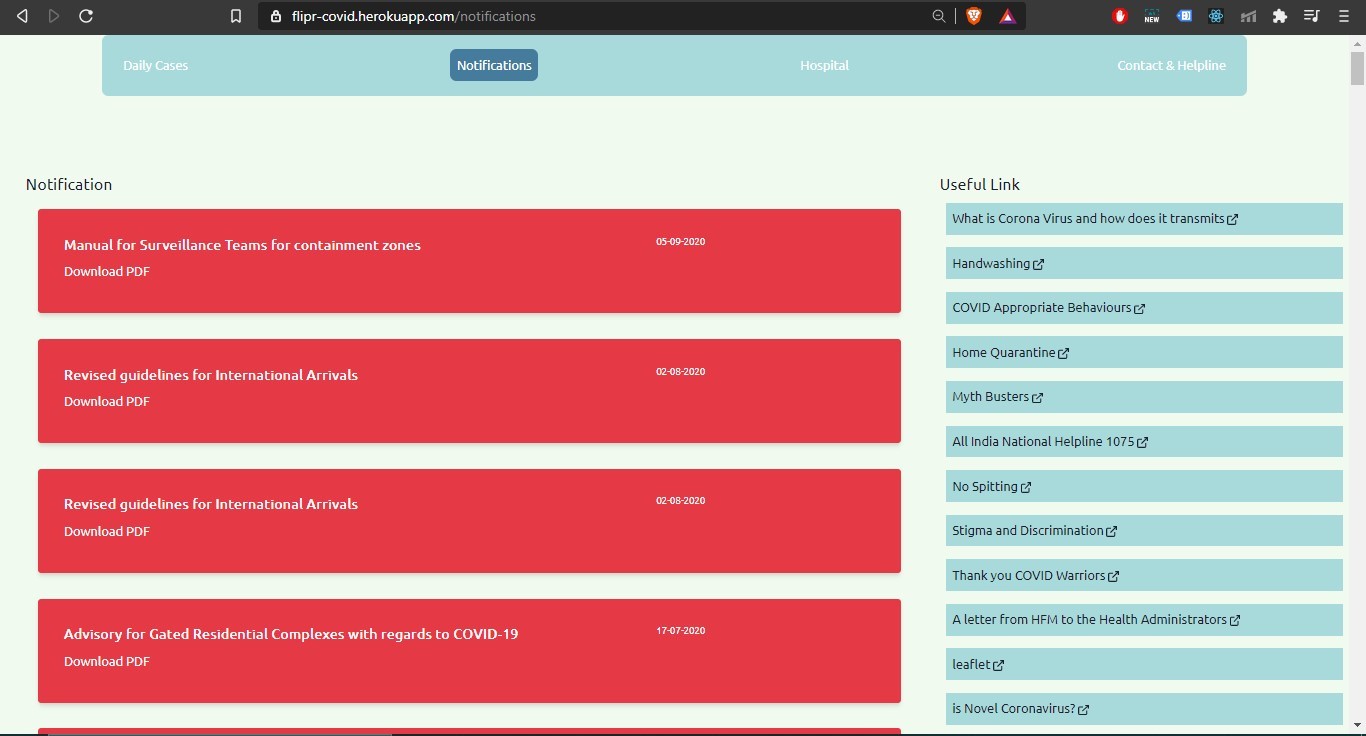 flipr-covid.herokuapp.com/notifications
NEW
Daily Cases
Notifications
Hospital
Contact & Helpline
Notification
Manual for Surveillance Teams for containment zones
05-09-2020
Download PDF
Revised guidelines for International Arrivals
02-08-2020
Download PDF
Revised guidelines for International Arrivals
02-08-2020
Download PDF
Advisory for Gated Residential Complexes with regards to COVID-19
17-07-2020
Download PDF
Useful Link
What is Corona Virus and how does it transmits
Handwashing
COVID Appropriate Behaviours
Home Quarantine
Myth Busters
All India National Helpline 1075
No Spitting
Stigma and Discrimination
Thank you COVID Warriors
A letter from HFM to the Health Administrators
leaflet
is Novel Coronavirus?